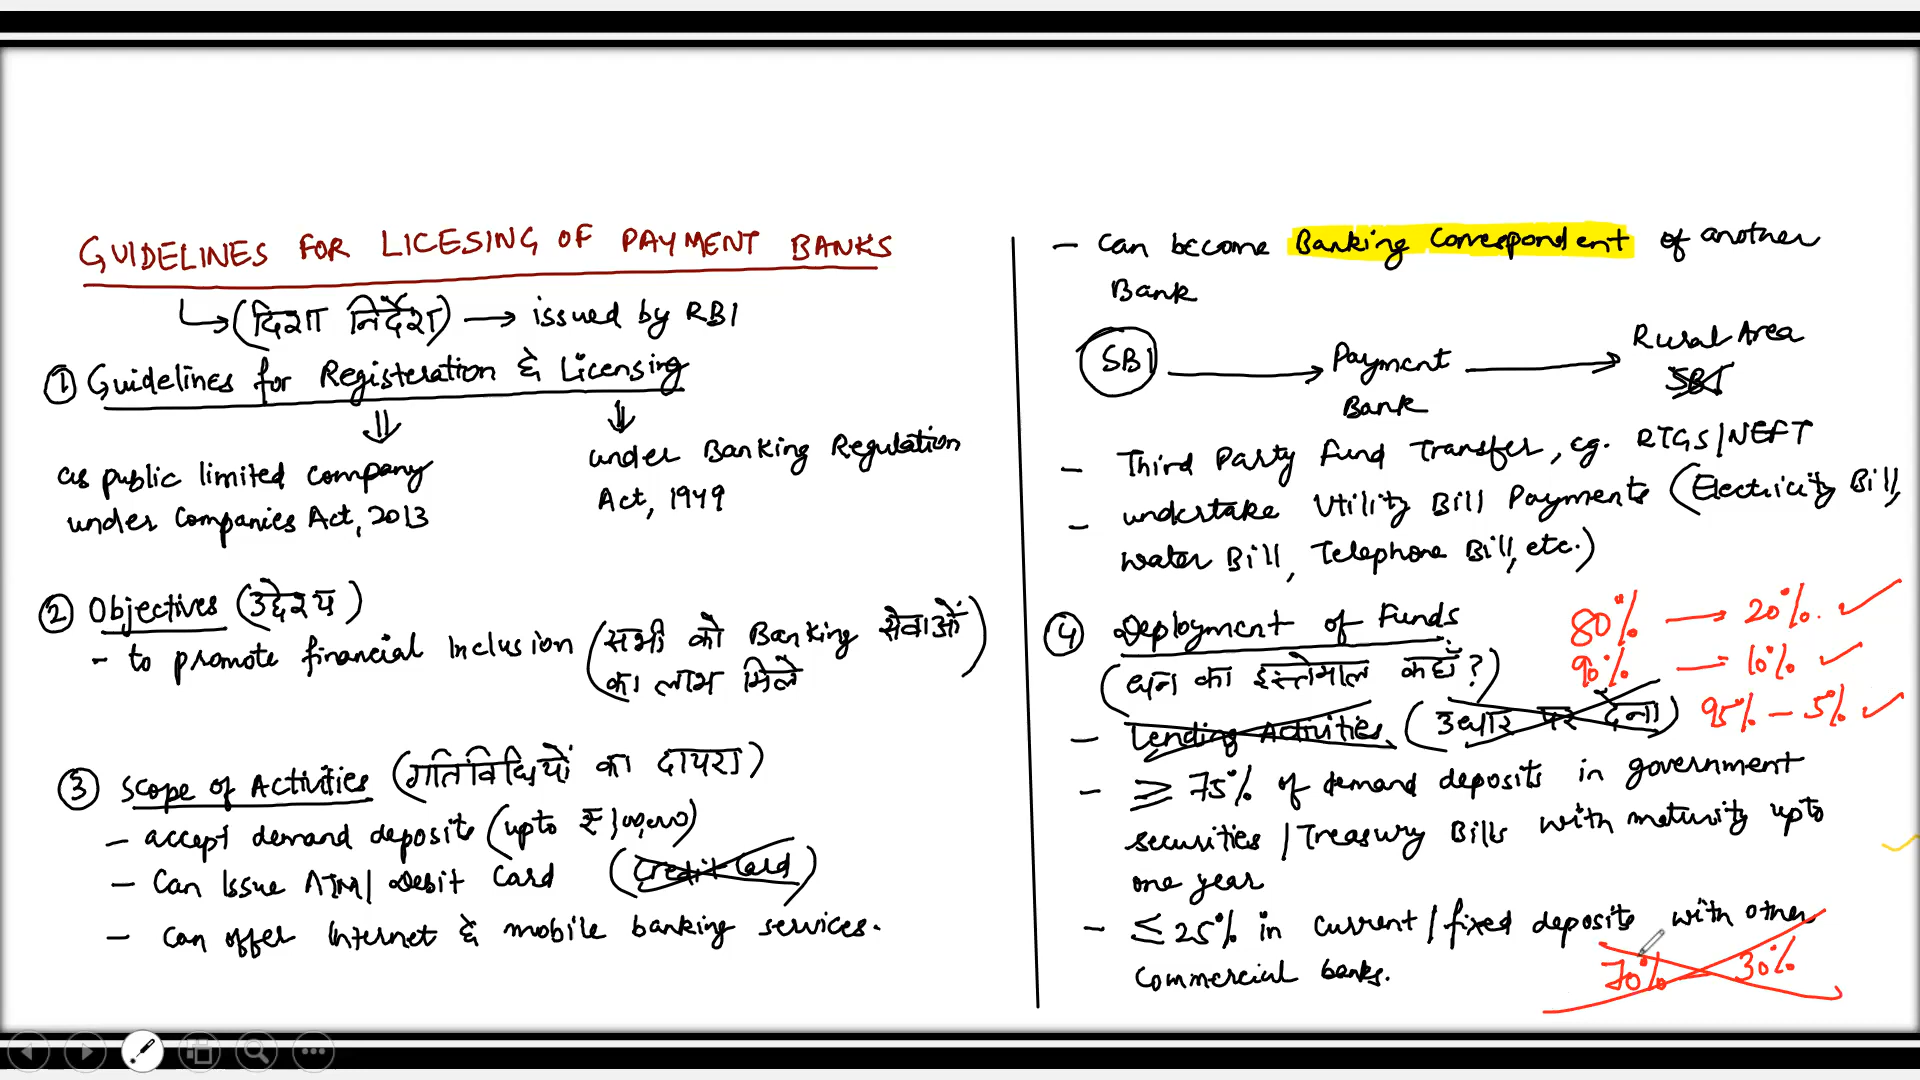 GUIDELINES FOR LICESING OF PAYMENT BANKS
(दिशा निर्देश) → issued by RBI
① Guidelines for Registeration & Licensing
as public limited company
under Companies Act, 2013
under Banking Regulation
Act, 1949
② Objectives (उद्देश्य)
- to promote financial Inclusion (सभी को Banking सेवाओं
का लाभ मिले)
③ Scope of Activities (गतिविधियों का दायरा)
- accept demand deposits (upto ₹1,00,000)
- Can Issue ATM/ Debit Card (Credit Card)
- Can offer Internet & mobile banking services.
- Can become Banking Correspondent of another
Bank
SBI → Payment Bank → Rural Area
SBI
- Third Party Fund Transfer, eg. RTGS/NEFT
- undertake Utility Bill Payments (Electricity Bill,
Water Bill, Telephone Bill, etc.)
④ Deployment of Funds
(धन का इस्तेमाल कहाँ?)
80% → 20% ✓
90% — 10% ✓
95% — 5% ✓
- Lending Activities (उधार पर देना)
- ≥ 75% of demand deposits in government
securities / Treasury Bills with maturity upto
one year
- ≤ 25% in current / fixed deposits with other
Commercial banks.
70% 30%